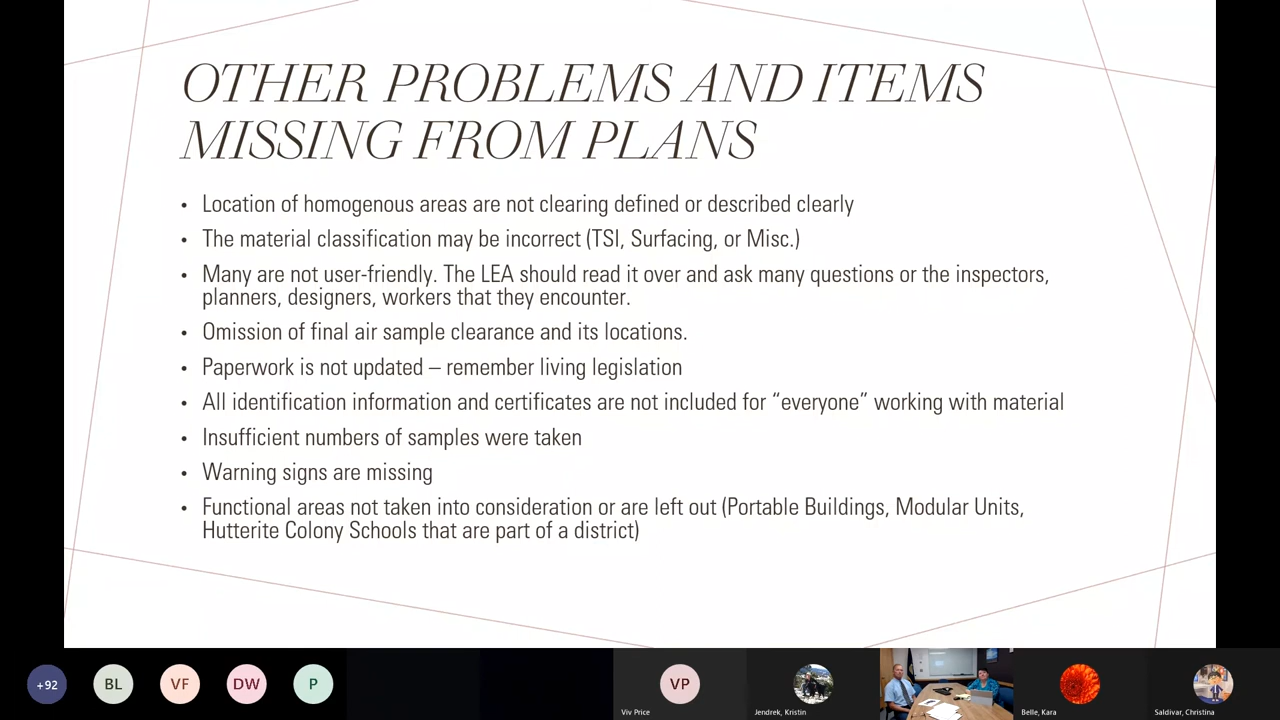 OTHER PROBLEMS AND ITEMS
MISSING FROM PLANS
• Location of homogenous areas are not clearing defined or described clearly
• The material classification may be incorrect (TSI, Surfacing, or Misc.)
• Many are not user-friendly. The LEA should read it over and ask many questions or the inspectors,
planners, designers, workers that they encounter.
• Omission of final air sample clearance and its locations.
• Paperwork is not updated – remember living legislation
• All identification information and certificates are not included for “everyone” working with material
• Insufficient numbers of samples were taken
• Warning signs are missing
• Functional areas not taken into consideration or are left out (Portable Buildings, Modular Units,
Hutterite Colony Schools that are part of a district)
+92 BL VF DW P VP
Viv Price Jendrek, Kristin Belle, Kara Saldivar, Christina